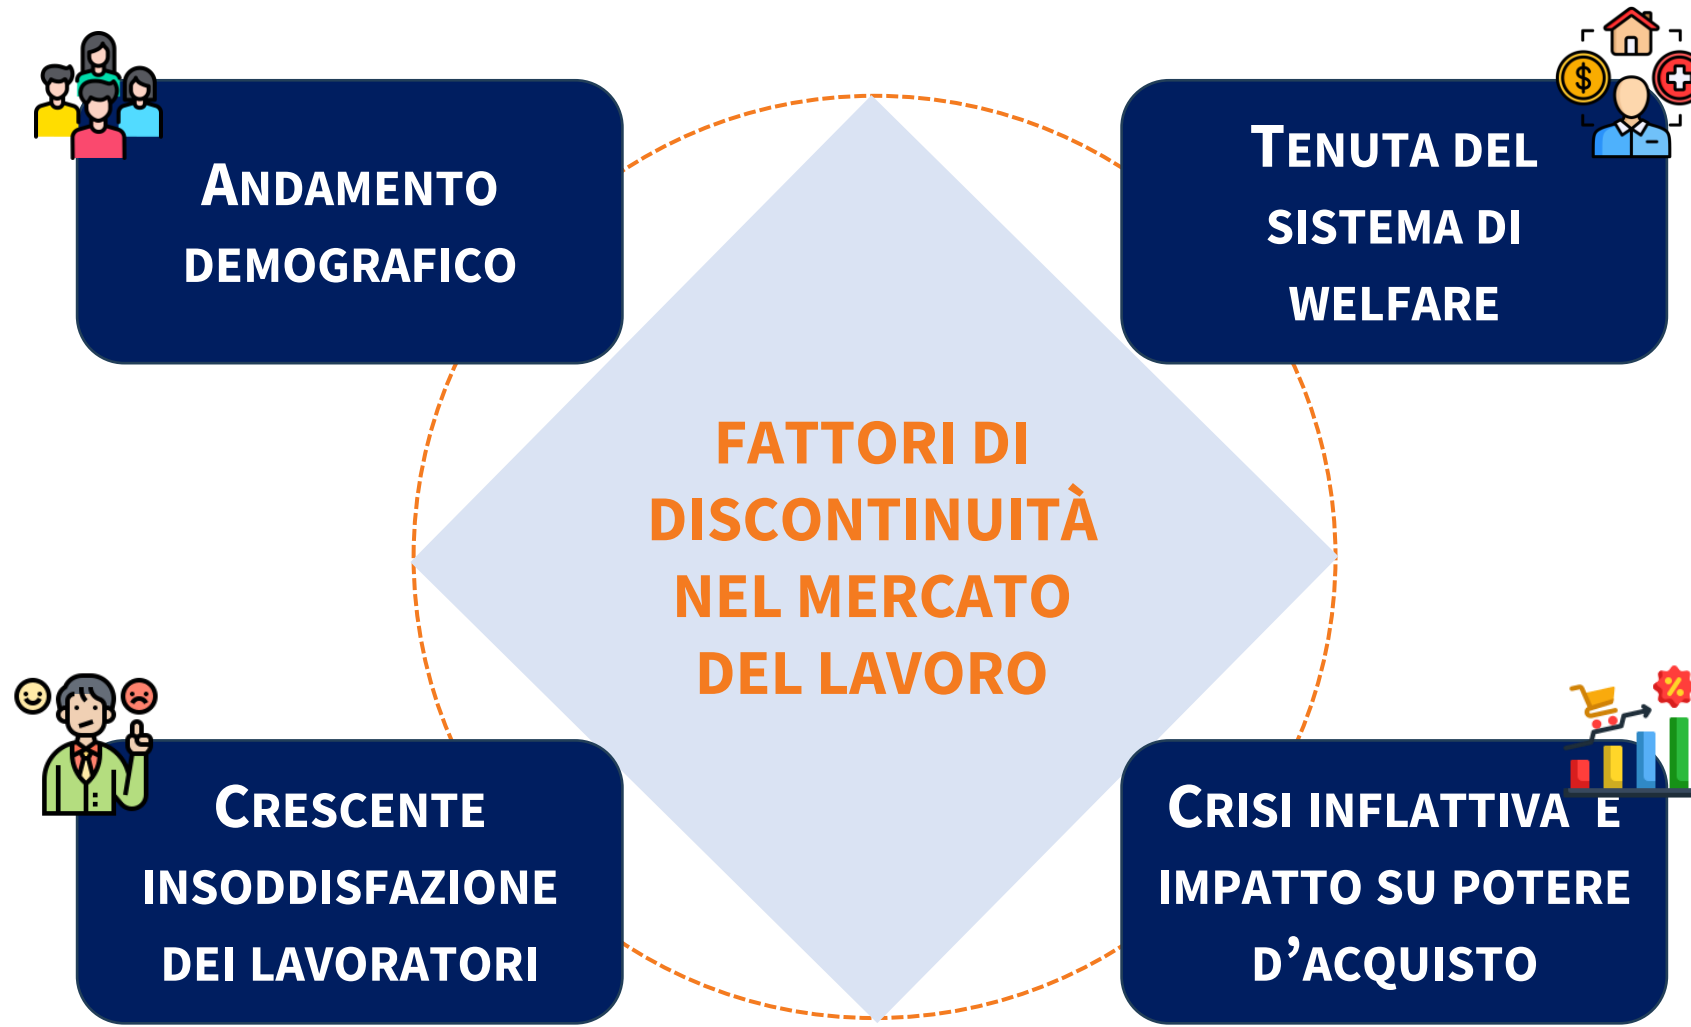 ANDAMENTO
DEMOGRAFICO
TENUTA DEL
SISTEMA DI
WELFARE
FATTORI DI
DISCONTINUITÀ
NEL MERCATO
DEL LAVORO
CRESCENTE
INSODDISFAZIONE
DEI LAVORATORI
CRISI INFLATTIVA E
IMPATTO SU POTERE
D’ACQUISTO